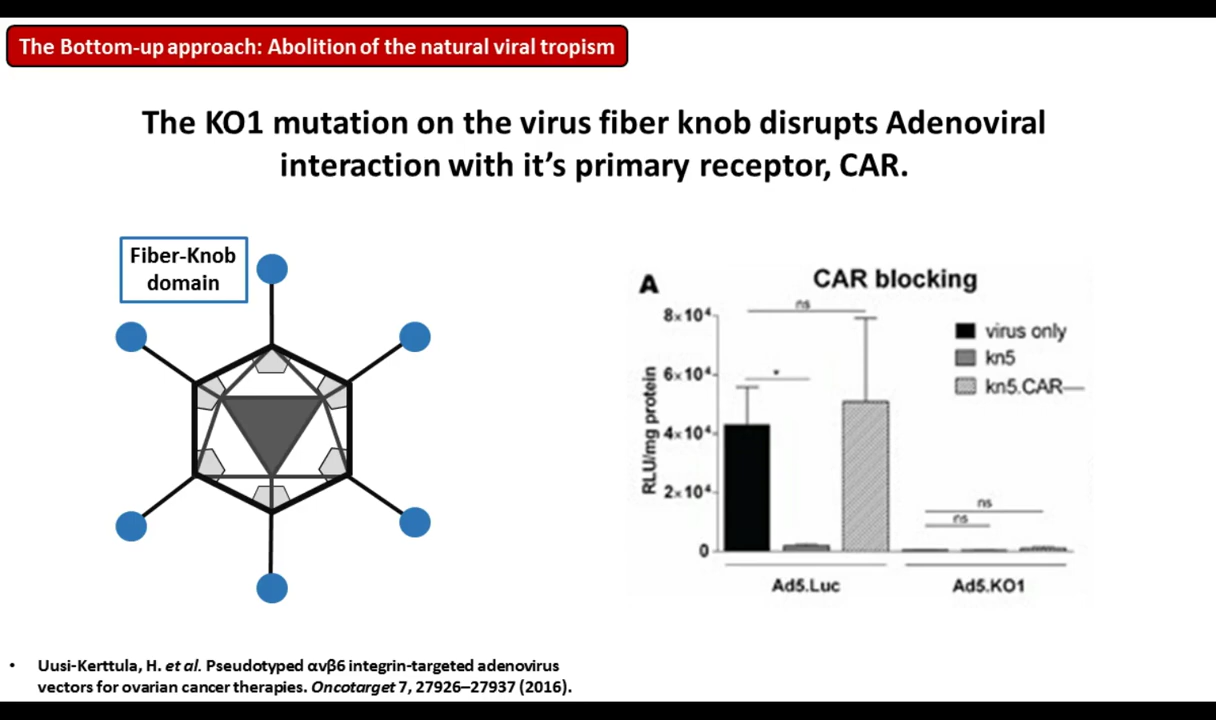 The Bottom-up approach: Abolition of the natural viral tropism
The KO1 mutation on the virus fiber knob disrupts Adenoviral
interaction with it's primary receptor, CAR.
Fiber-Knob
domain
A
CAR blocking
ns
*
8×10⁴
6×10⁴
4×10⁴
2×10⁴
0
RLU/mg protein
virus only
kn5
kn5.CAR—
ns
ns
Ad5.Luc
Ad5.KO1
• Uusi-Kerttula, H. et al. Pseudotyped αvβ6 integrin-targeted adenovirus
vectors for ovarian cancer therapies. Oncotarget 7, 27926–27937 (2016).